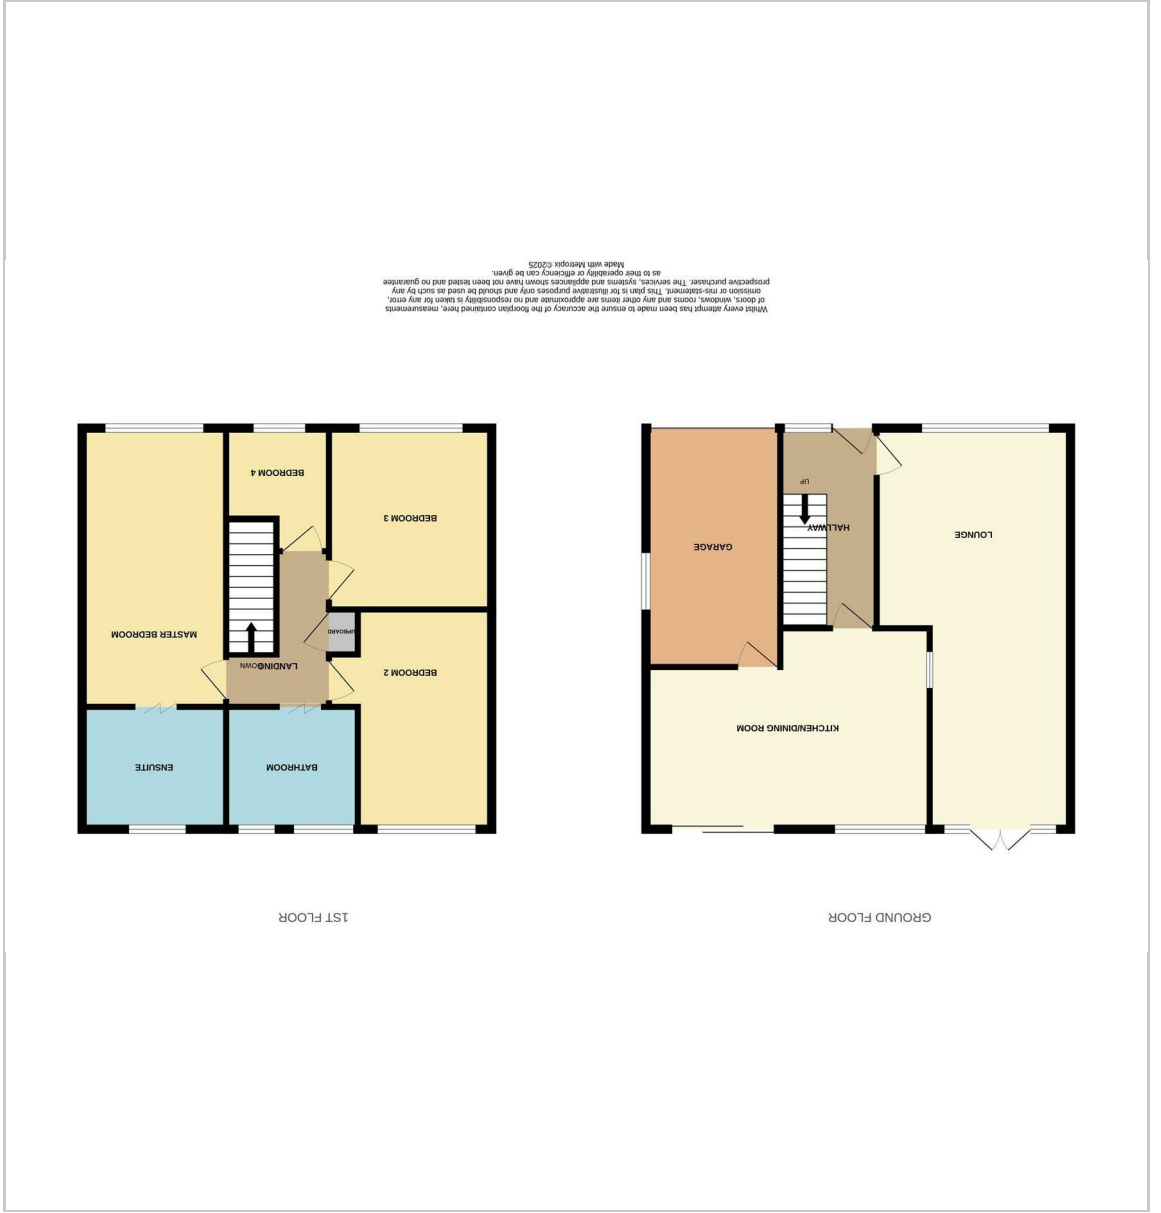 GROUND FLOOR
1ST FLOOR
KITCHEN/DINING ROOM
LOUNGE
GARAGE
HALLWAY
UP
BATHROOM
ENSUITE
BEDROOM 2
LANDING
DOWN
MASTER BEDROOM
UPBOARD
BEDROOM 3
BEDROOM 4
Whilst every attempt has been made to ensure the accuracy of the floorplan contained here, measurements
of doors, windows, rooms and any other items are approximate and no responsibility is taken for any error,
omission or mis-statement. This plan is for illustrative purposes only and should be used as such by any
prospective purchaser. The services, systems and appliances shown have not been tested and no guarantee
as to their operability or efficiency can be given.
Made with Metropix ©2025